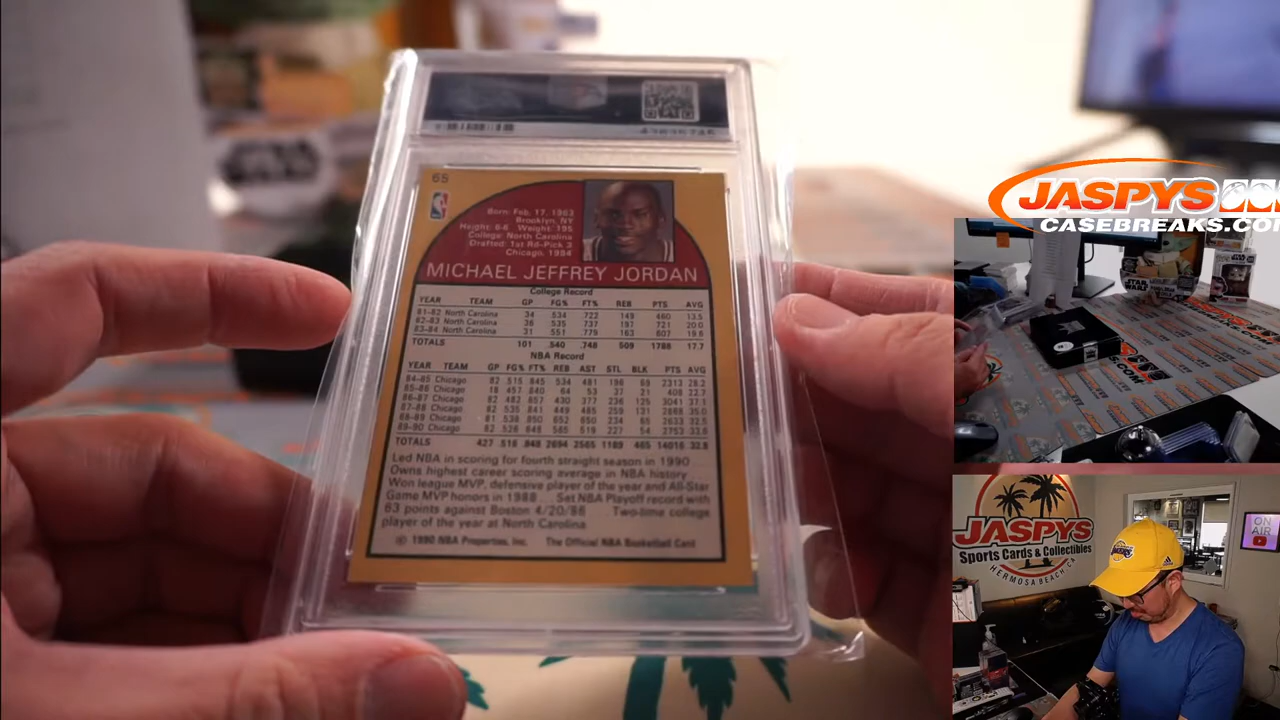 65
Born: Feb. 17, 1963
Brooklyn, NY
Height: 6-6 Weight: 195
College: North Carolina
Drafted: 1st Rd-Pick 3
Chicago, 1984
MICHAEL JEFFREY JORDAN
College Record
YEAR TEAM GP FG% FT% REB PTS AVG
81-82 North Carolina 34 .534 .722 149 460 13.5
82-83 North Carolina 36 .535 .737 197 721 20.0
83-84 North Carolina 31 .551 .779 163 607 19.6
TOTALS 101 .540 .748 509 1788 17.7
NBA Record
YEAR TEAM GP FG% FT% REB AST STL BLK PTS AVG
84-85 Chicago 82 .515 .845 534 481 196 69 2313 28.2
85-86 Chicago 18 .457 .840 64 53 37 21 408 22.7
86-87 Chicago 82 .482 .857 430 377 236 125 3041 37.1
87-88 Chicago 82 .535 .841 449 485 259 131 2868 35.0
88-89 Chicago 81 .538 .850 652 650 234 65 2633 32.5
89-90 Chicago 82 .526 .848 565 519 227 54 2753 33.6
TOTALS 427 .516 .848 2694 2565 1189 465 14016 32.8
Led NBA in scoring for fourth straight season in 1990
Owns highest career scoring average in NBA history
Won league MVP, defensive player of the year and All-Star
Game MVP honors in 1988 . . . Set NBA Playoff record with
63 points against Boston 4/20/86 . . . Two-time college
player of the year at North Carolina
© 1990 NBA Properties, Inc. The Official NBA Basketball Card
STAR
WARS
JASPYS
CASEBREAKS.COM
STAR
WARS
S.COM
JASPYS
Sports Cards & Collectibles
HERMOSA BEACH, CA
ON
AIR
LAKERS